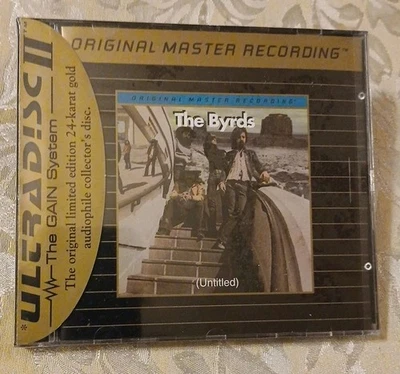 ORIGINAL MASTER RECORDING™
ULTRADISC II
The GAIN System™
The original limited edition 24-karat gold
audiophile collector's disc.
ORIGINAL MASTER RECORDING
The Byrds
(Untitled)